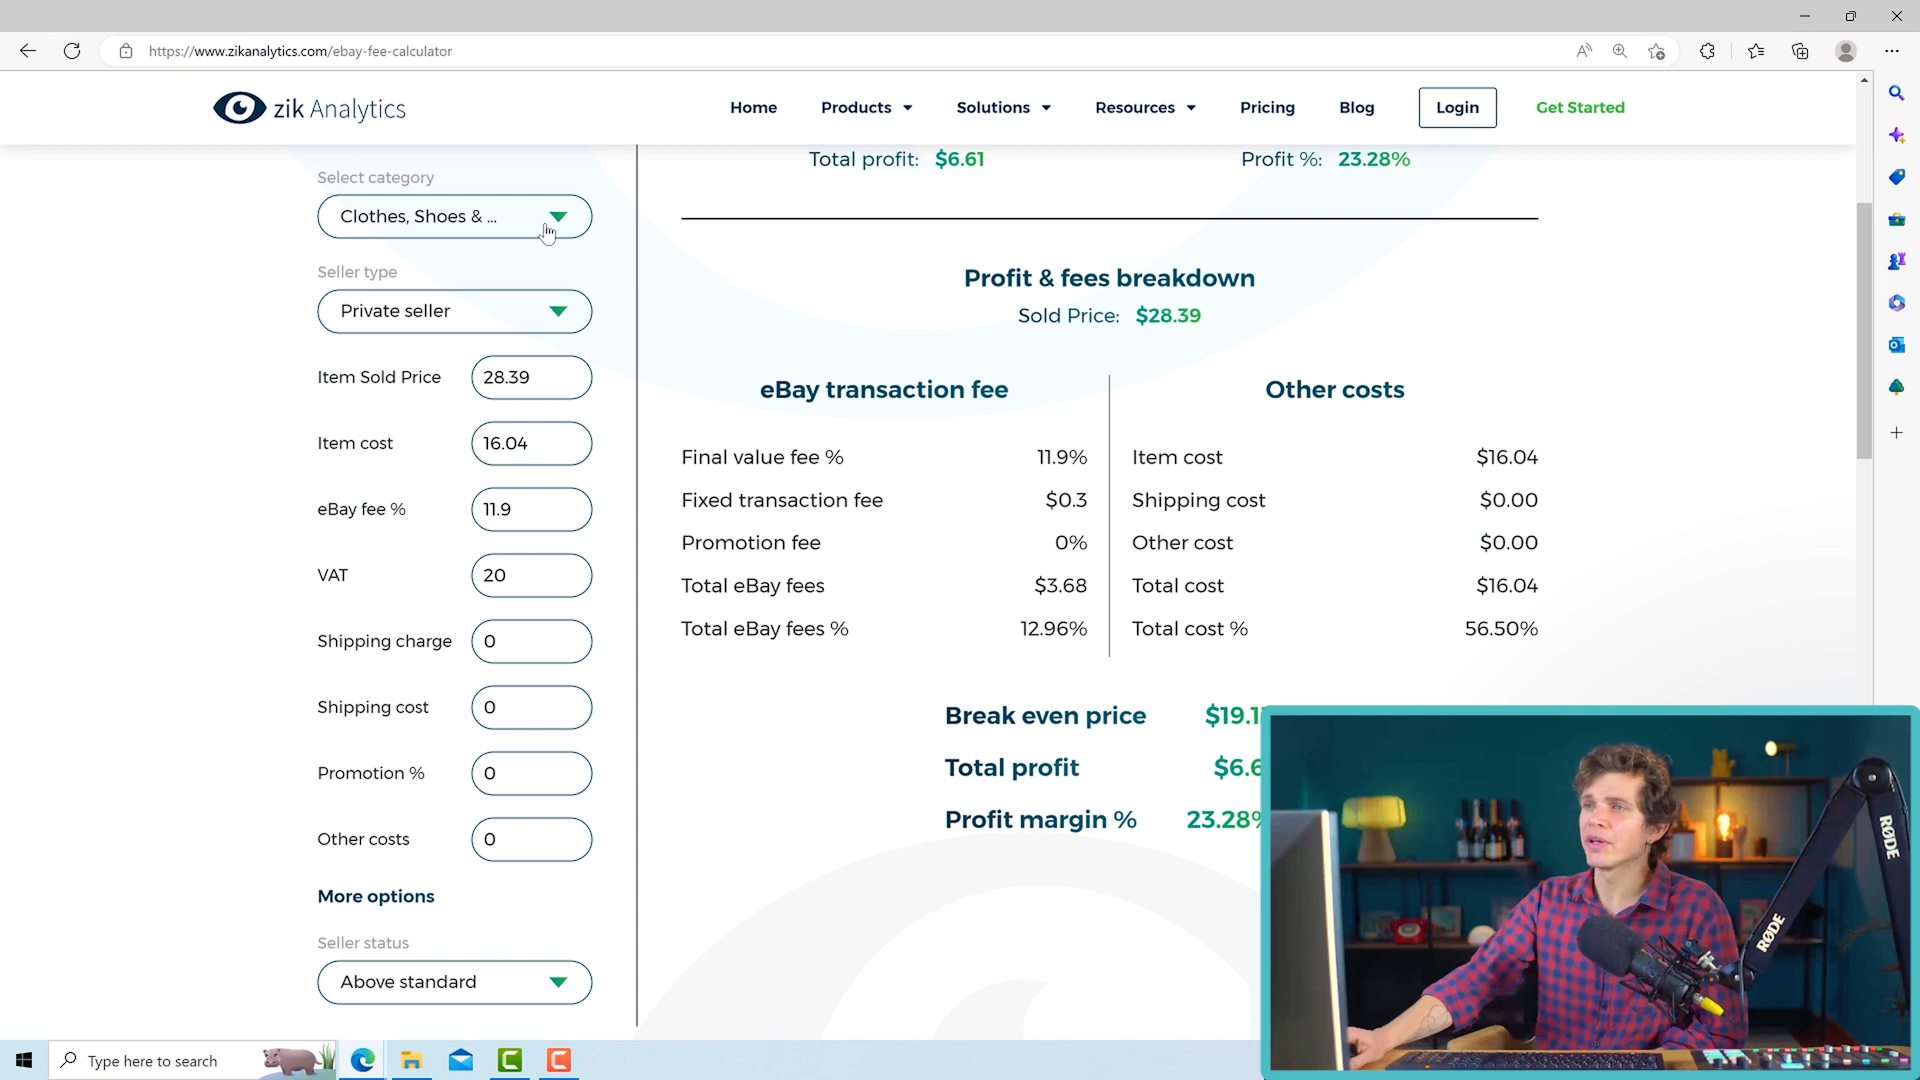 https://www.zikanalytics.com/ebay-fee-calculator
zik Analytics
Home
Products
Solutions
Resources
Pricing
Blog
Login
Get Started
Total profit: $6.61
Profit %: 23.28%
Select category
Clothes, Shoes & ...
Seller type
Private seller
Item Sold Price 28.39
Item cost 16.04
eBay fee % 11.9
VAT 20
Shipping charge 0
Shipping cost 0
Promotion % 0
Other costs 0
More options
Seller status
Above standard
Profit & fees breakdown
Sold Price: $28.39
eBay transaction fee
Final value fee % 11.9%
Fixed transaction fee $0.3
Promotion fee 0%
Total eBay fees $3.68
Total eBay fees % 12.96%
Other costs
Item cost $16.04
Shipping cost $0.00
Other cost $0.00
Total cost $16.04
Total cost % 56.50%
Break even price
Total profit
Profit margin % 23.28%
RØDE
RØDE
Type here to search